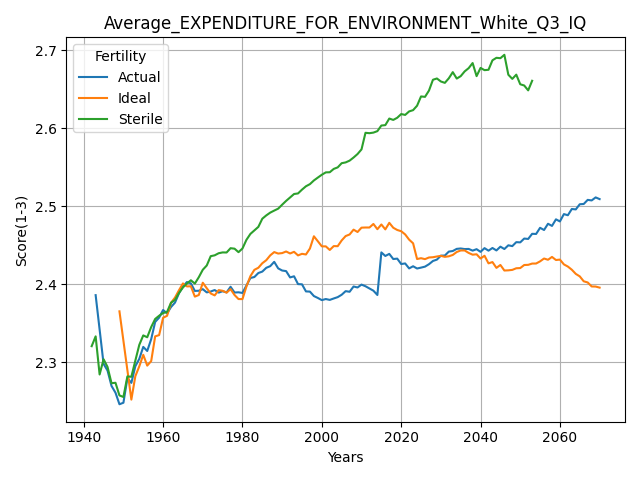 Average_EXPENDITURE_FOR_ENVIRONMENT_White_Q3_IQ
Fertility
Actual
Ideal
Sterile
Score(1-3)
2.7
2.6
2.5
2.4
2.3
1940 1960 1980 2000 2020 2040 2060
Years